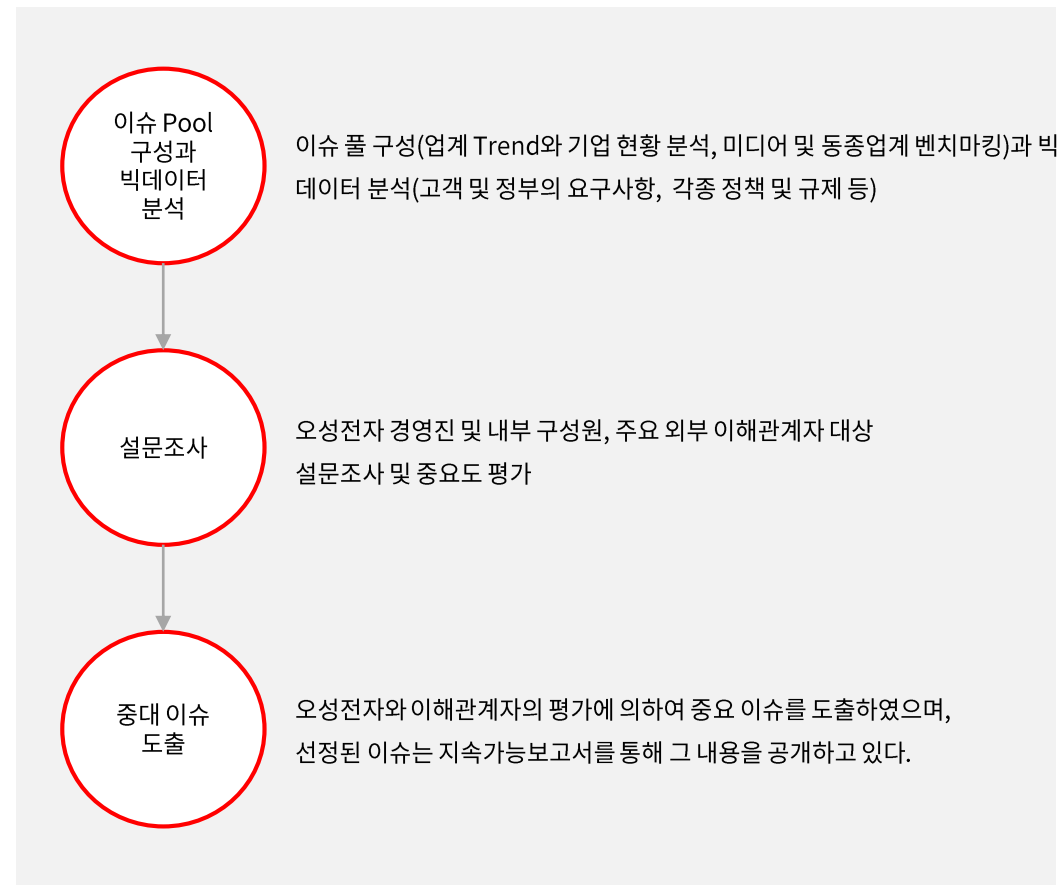 이슈 Pool
구성과
빅데이터
분석
이슈 풀 구성(업계 Trend와 기업 현황 분석, 미디어 및 동종업계 벤치마킹)과 빅
데이터 분석(고객 및 정부의 요구사항, 각종 정책 및 규제 등)
설문조사
오성전자 경영진 및 내부 구성원, 주요 외부 이해관계자 대상
설문조사 및 중요도 평가
중대 이슈
도출
오성전자와 이해관계자의 평가에 의하여 중요 이슈를 도출하였으며,
선정된 이슈는 지속가능보고서를 통해 그 내용을 공개하고 있다.